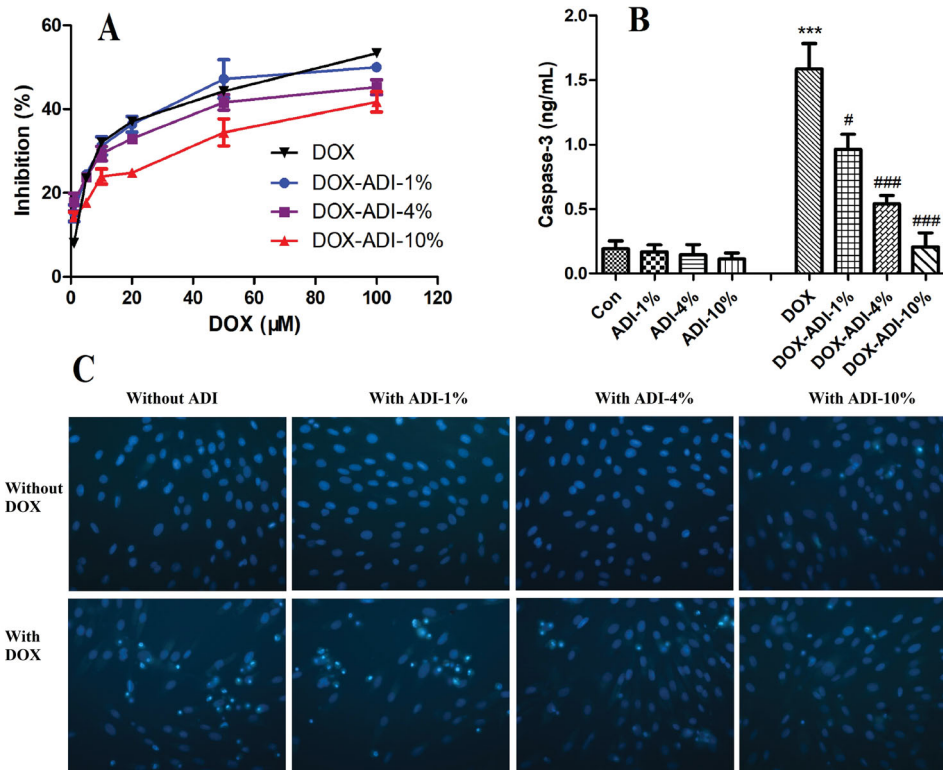 A
Inhibition (%)
60
40
20
0
0 20 40 60 80 100 120
DOX (µM)
DOX
DOX-ADI-1%
DOX-ADI-4%
DOX-ADI-10%
B
Caspase-3 (ng/mL)
2.0
1.5
1.0
0.5
0.0
***
#
###
###
Con
ADI-1%
ADI-4%
ADI-10%
DOX
DOX-ADI-1%
DOX-ADI-4%
DOX-ADI-10%
C
Without ADI With ADI-1% With ADI-4% With ADI-10%
Without
DOX
With
DOX